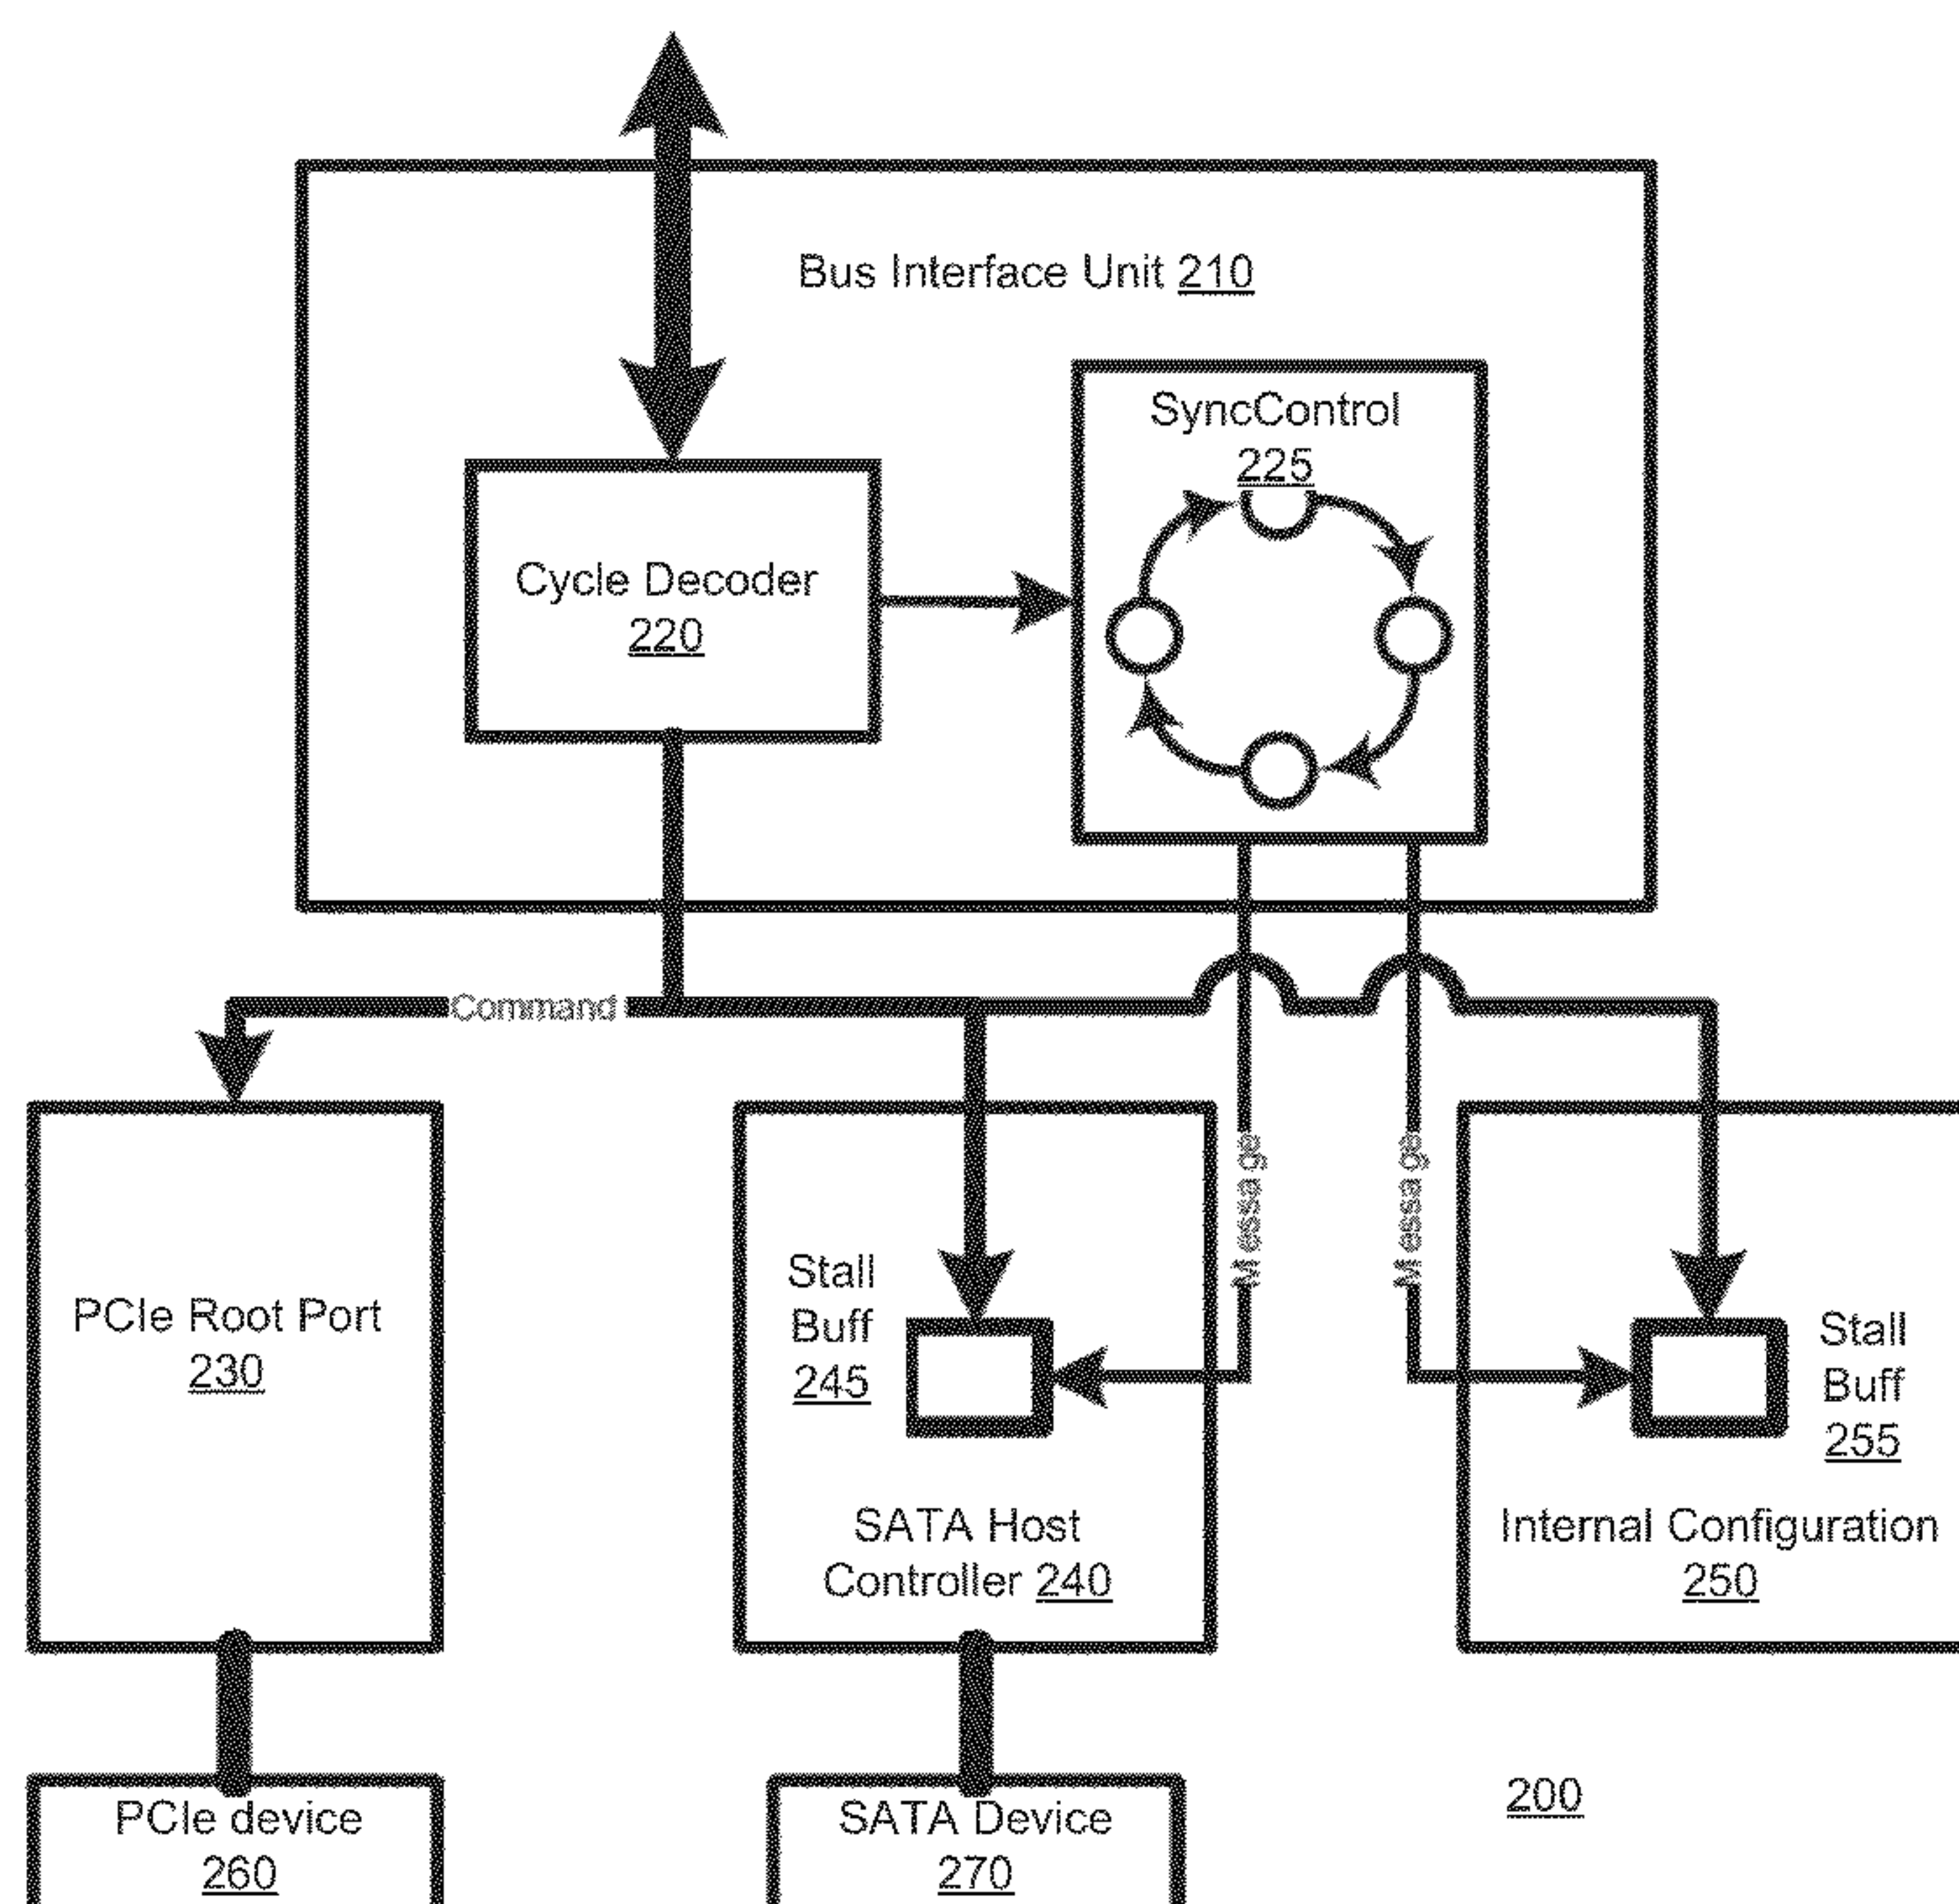 Bus Interface Unit 210
SyncControl
225
Cycle Decoder
220
Command
Message
Message
PCIe Root Port
230
Stall
Buff
245
SATA Host
Controller 240
Stall
Buff
255
Internal Configuration
250
PCIe device
260
SATA Device
270
200